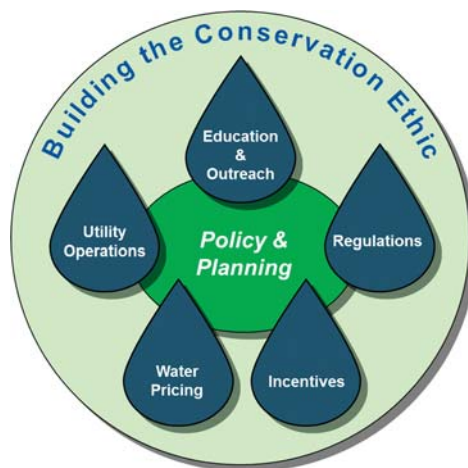 Building the Conservation Ethic
Education
&
Outreach
Utility
Operations
Policy &
Planning
Regulations
Water
Pricing
Incentives